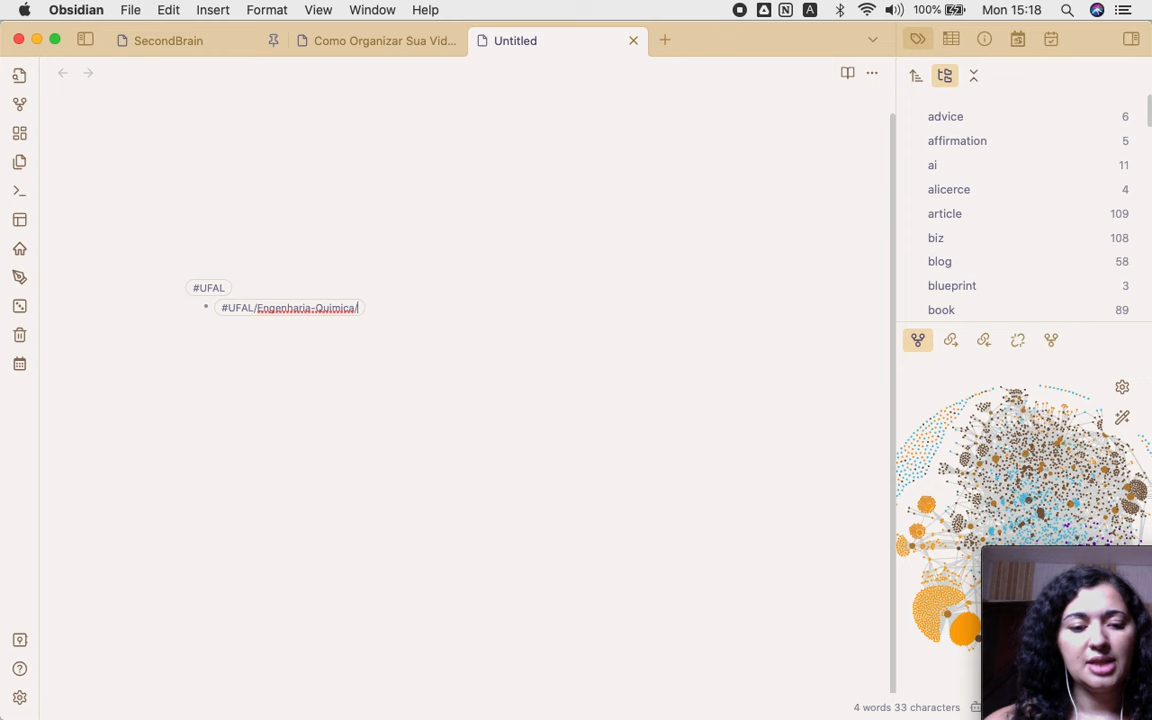 Obsidian File Edit Insert Format View Window Help 100% Mon 15:18
SecondBrain Como Organizar Sua Vid... Untitled
advice 6
affirmation 5
ai 11
alicerce 4
article 109
biz 108
blog 58
blueprint 3
book 89
#UFAL
#UFAL/Engenharia-Quimica/
4 words 33 characters